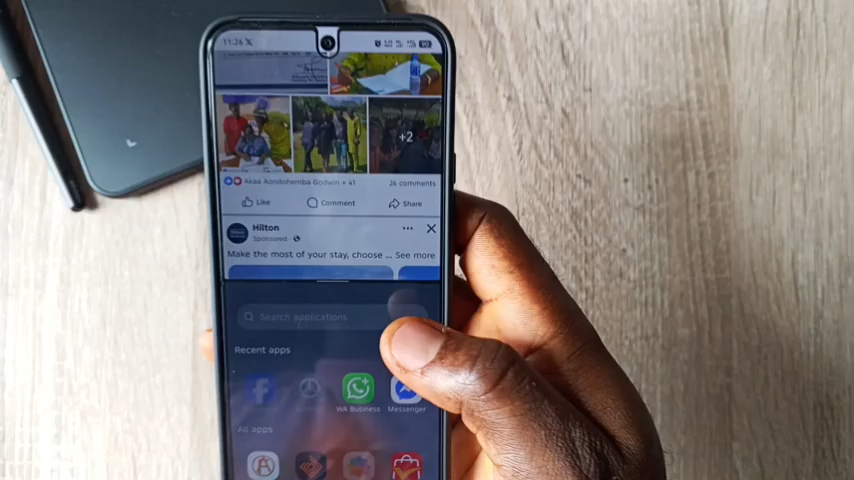 11:26
+2
Akaa Aondohemba Godwin + 41
26 comments
Like
Comment
Share
Hilton
Sponsored
Make the most of your stay, choose ... See more
Search applications
Recent apps
WA Business
Messenger
All apps